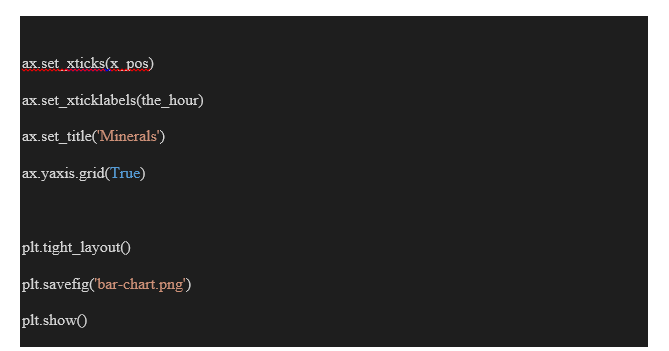 ax.set_xticks(x_pos)
ax.set_xticklabels(the_hour)
ax.set_title('Minerals')
ax.yaxis.grid(True)
plt.tight_layout()
plt.savefig('bar-chart.png')
plt.show()